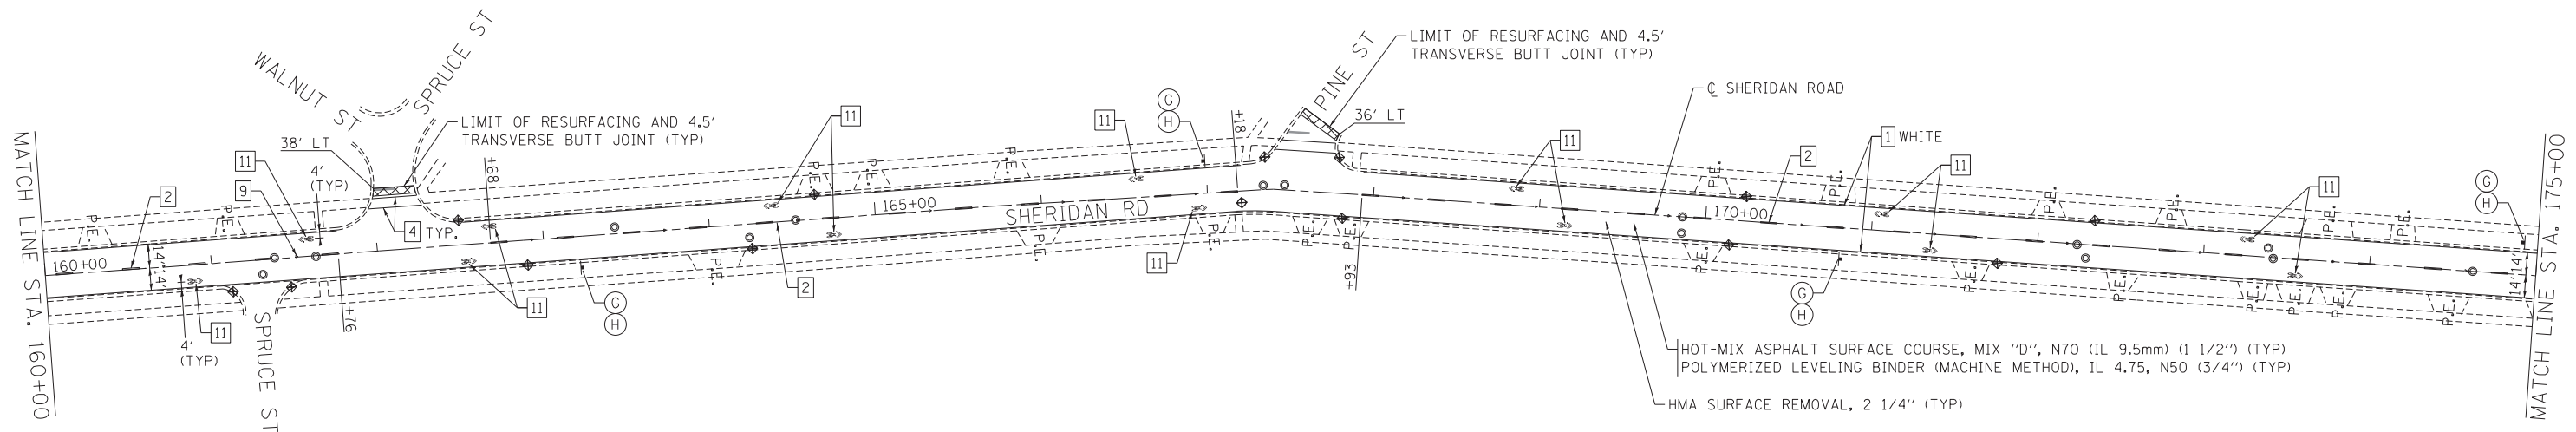 MATCH LINE STA. 160+00
WALNUT ST
SPRUCE ST
LIMIT OF RESURFACING AND 4.5'
TRANSVERSE BUTT JOINT (TYP)
38' LT
11
9
4'
(TYP)
2
P.E.
P.E.
160+00
14'
14'
4'
(TYP)
11
SPRUCE ST
+76
4 TYP.
+68
11
11
G
H
P.E.
P.E.
P.E.
P.E.
165+00
SHERIDAN RD
2
11
11
G
H
+18
11
P.E.
P.E.
PINE ST
LIMIT OF RESURFACING AND 4.5'
TRANSVERSE BUTT JOINT (TYP)
36' LT
P.E.
P.E.
+93
11
℄ SHERIDAN ROAD
1 WHITE
2
11
170+00
P.E.
P.E.
P.E.
P.E.
P.E.
P.E.
P.E.
P.E.
G
H
11
G
H
P.E.
P.E.
P.E.
P.E.
P.E.
14'
14'
HOT-MIX ASPHALT SURFACE COURSE, MIX "D", N70 (IL 9.5mm) (1 1/2") (TYP)
POLYMERIZED LEVELING BINDER (MACHINE METHOD), IL 4.75, N50 (3/4") (TYP)
HMA SURFACE REMOVAL, 2 1/4" (TYP)
MATCH LINE STA. 175+00